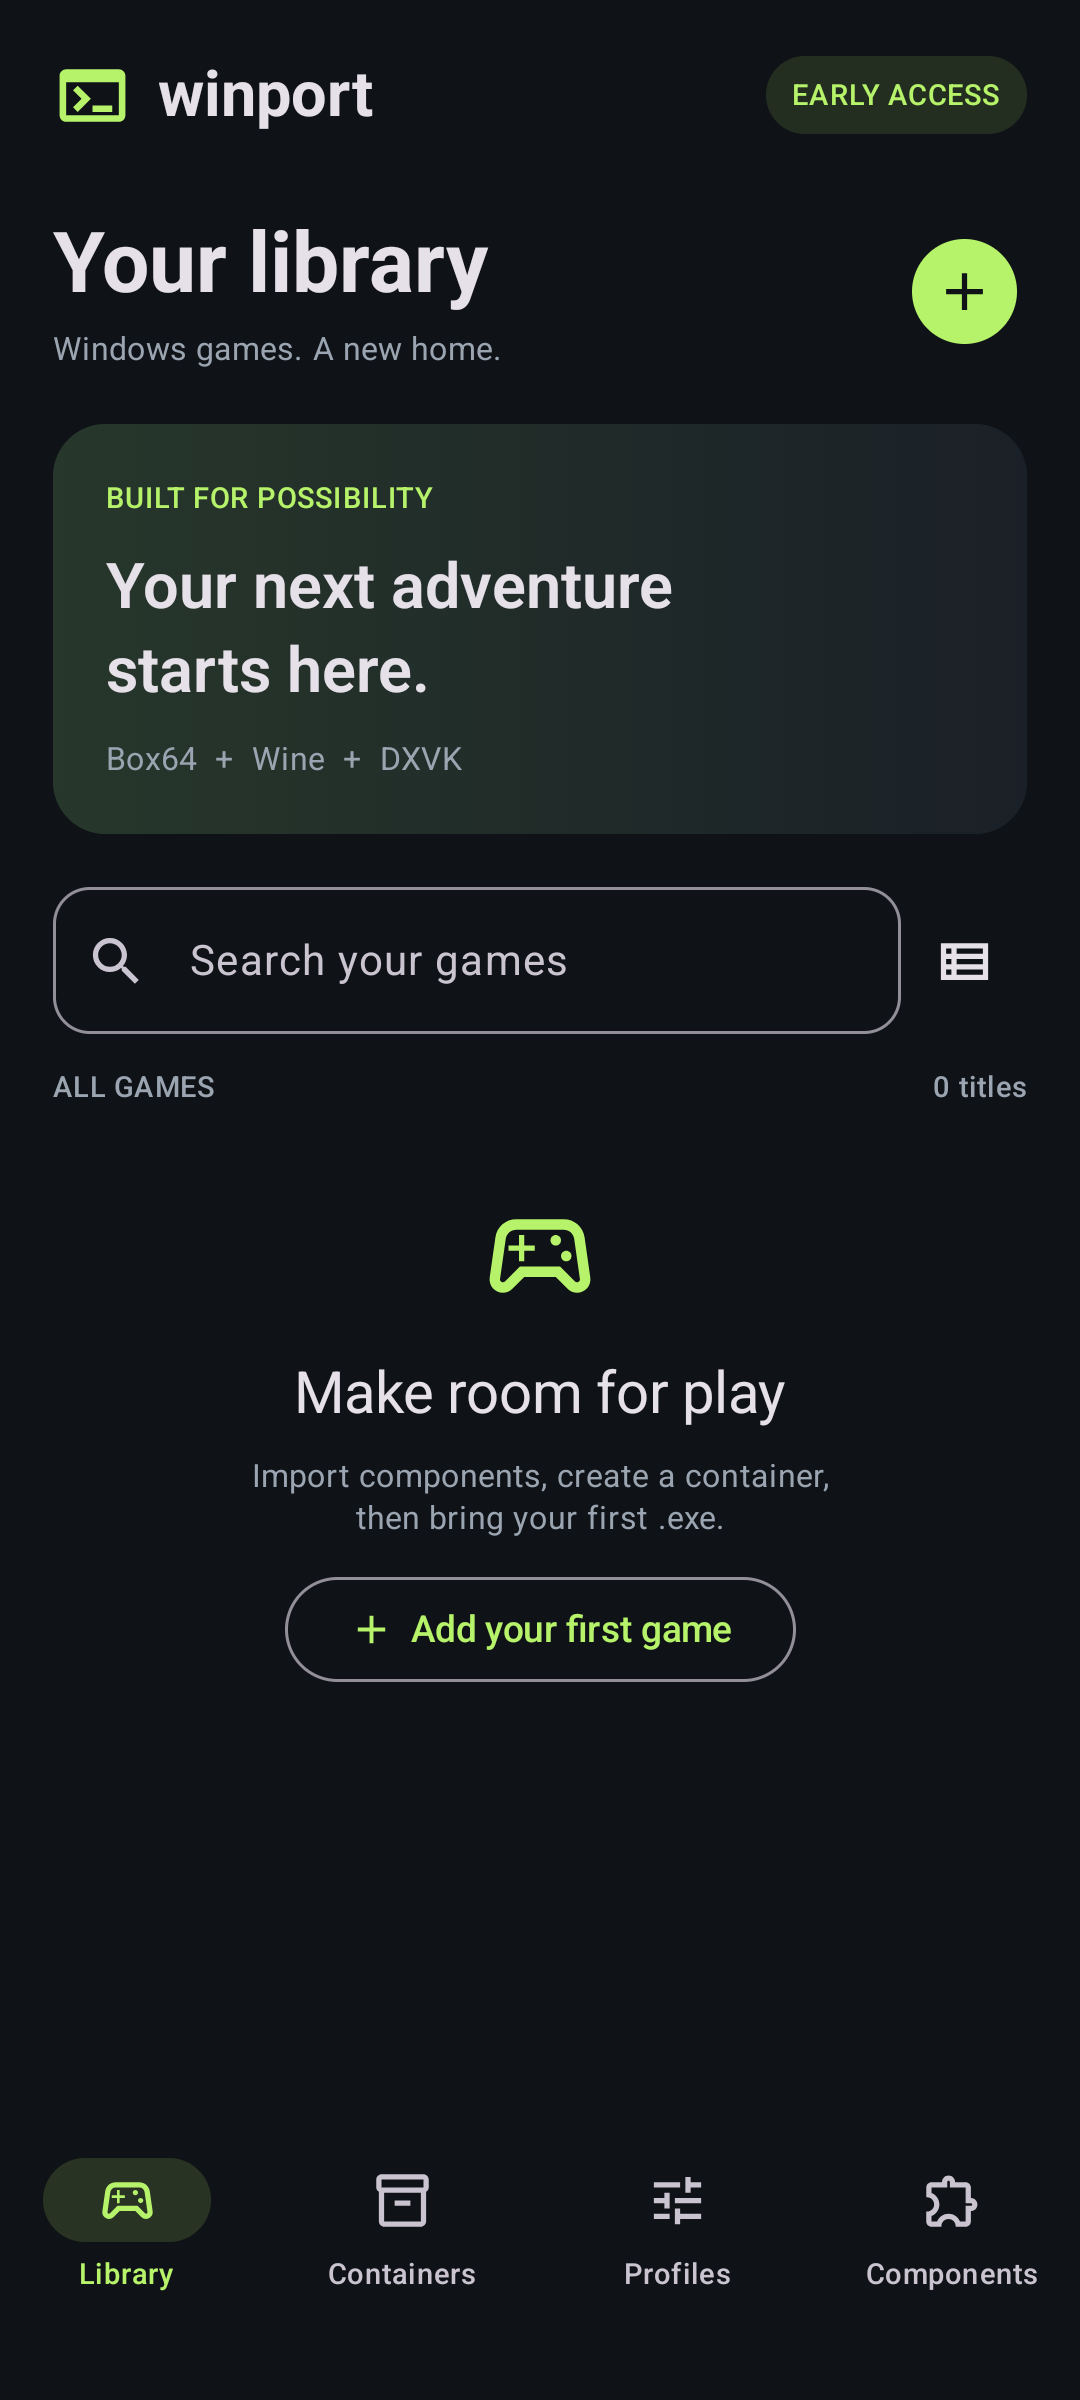 winport
EARLY ACCESS
Your library
Windows games. A new home.
BUILT FOR POSSIBILITY
Your next adventure
starts here.
Box64 + Wine + DXVK
Search your games
ALL GAMES
0 titles
Make room for play
Import components, create a container,
then bring your first .exe.
Add your first game
Library
Containers
Profiles
Components